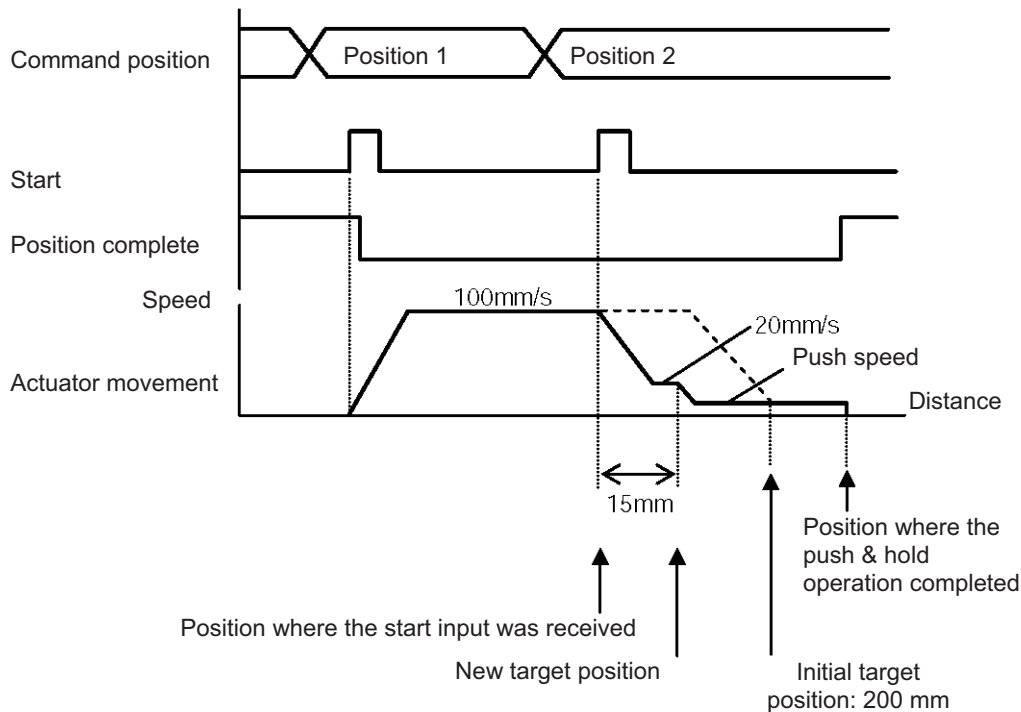 Command position
Position 1
Position 2
Start
Position complete
Speed
100mm/s
20mm/s
Push speed
Actuator movement
Distance
15mm
Position where the
push & hold
operation completed
Position where the start input was received
New target position
Initial target
position: 200 mm